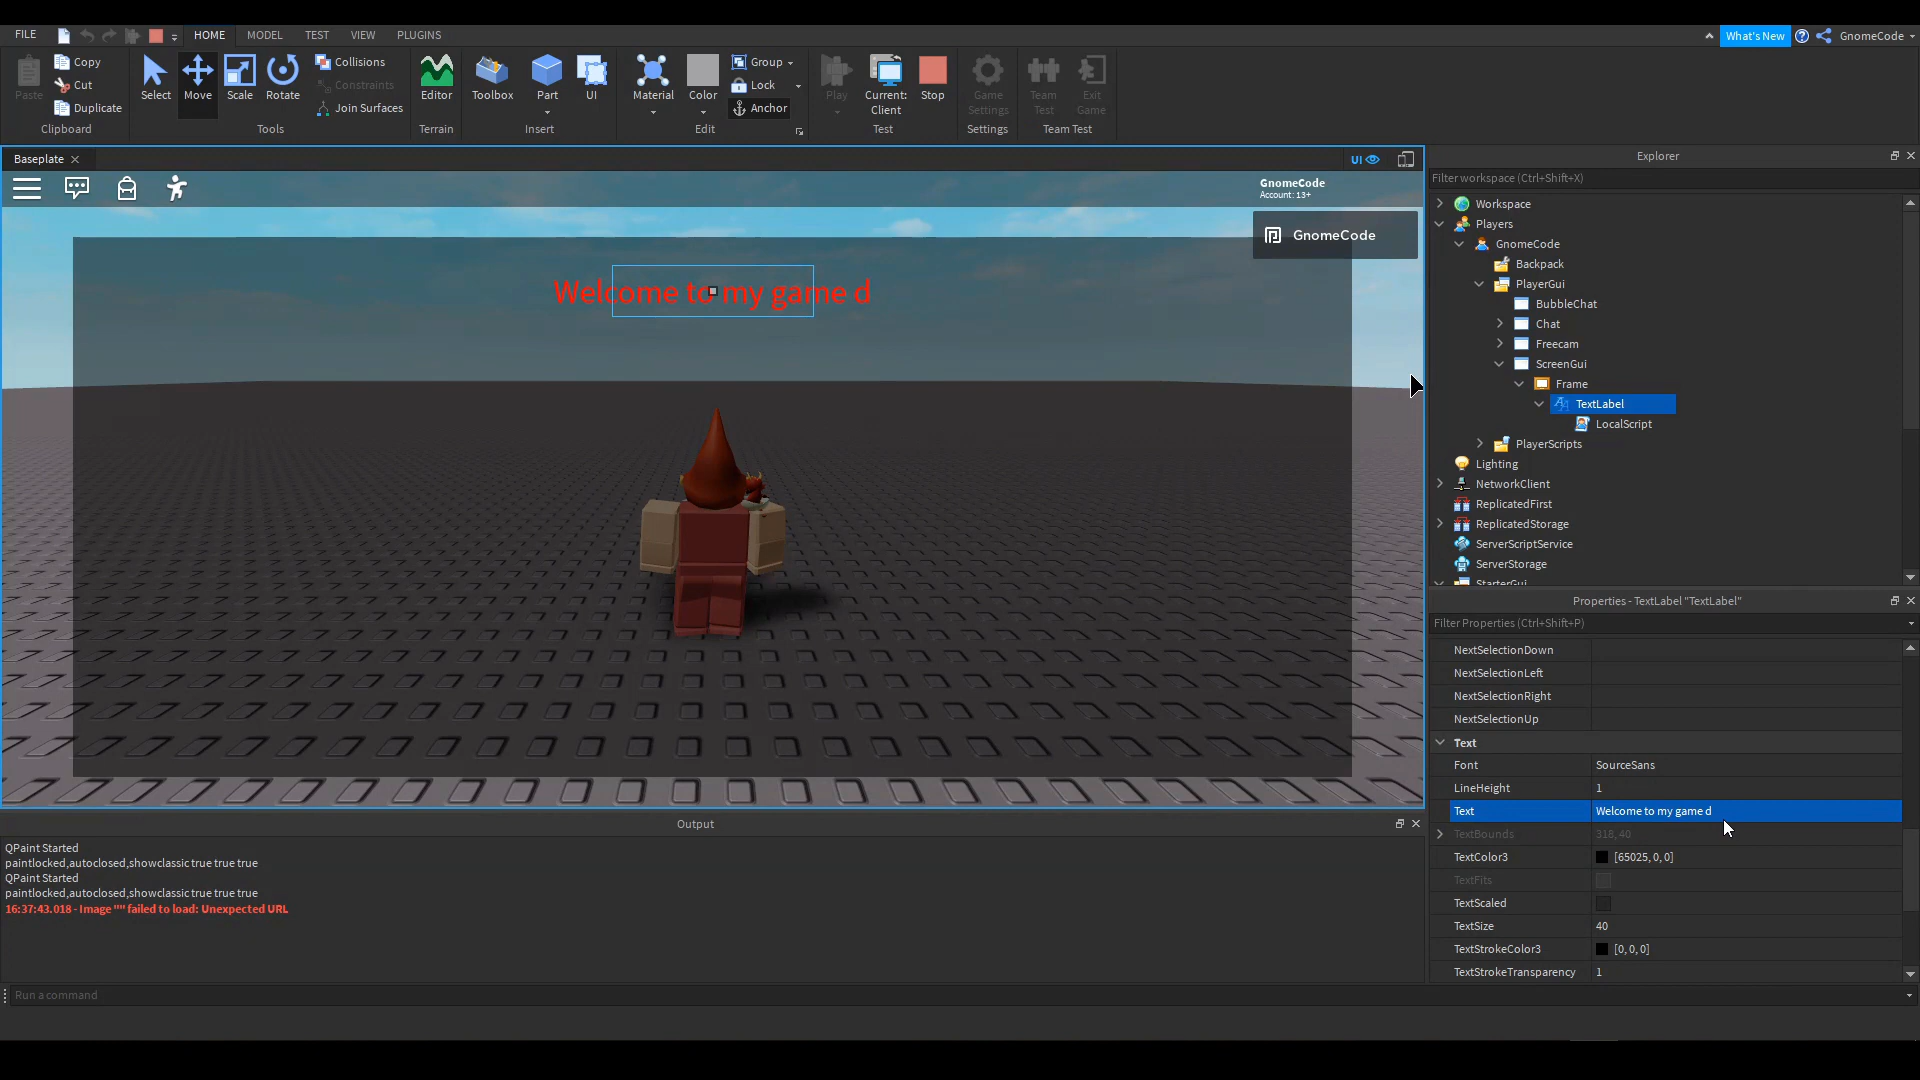 FILE HOME MODEL TEST VIEW PLUGINS What's New GnomeCode
Paste Copy Cut Duplicate Clipboard
Select Move Scale Rotate Collisions Constraints Join Surfaces Tools
Editor Terrain
Toolbox Part UI Insert
Material Color Group Lock Anchor Edit
Play Current: Client Stop Test
Game Settings Settings
Team Test Exit Game Team Test
Baseplate UI
GnomeCode
Account: 13+
GnomeCode
Welcome to my game d
Explorer
Filter workspace (Ctrl+Shift+X)
Workspace
Players
GnomeCode
Backpack
PlayerGui
BubbleChat
Chat
Freecam
ScreenGui
Frame
TextLabel
LocalScript
PlayerScripts
Lighting
NetworkClient
ReplicatedFirst
ReplicatedStorage
ServerScriptService
ServerStorage
StarterGui
Properties - TextLabel "TextLabel"
Filter Properties (Ctrl+Shift+P)
NextSelectionDown
NextSelectionLeft
NextSelectionRight
NextSelectionUp
Text
Font SourceSans
LineHeight 1
Text Welcome to my game d
TextBounds 318, 40
TextColor3 [65025, 0, 0]
TextFits
TextScaled
TextSize 40
TextStrokeColor3 [0, 0, 0]
TextStrokeTransparency 1
Output
QPaint Started
paintlocked,autoclosed,showclassic true true true
QPaint Started
paintlocked,autoclosed,showclassic true true true
16:37:43.018 - Image "" failed to load: Unexpected URL
Run a command